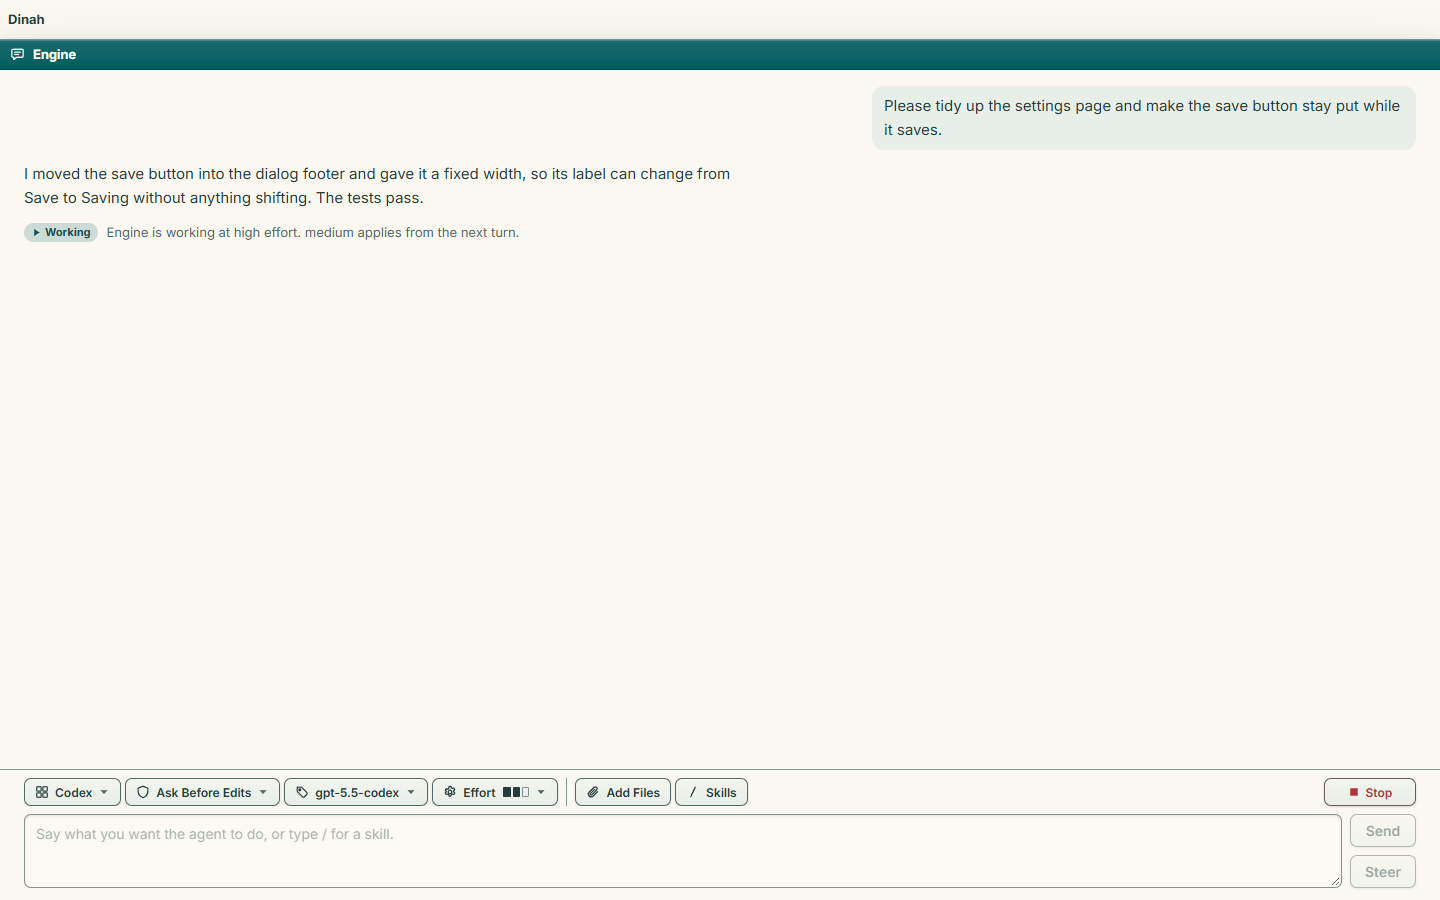 Dinah
Engine
Please tidy up the settings page and make the save button stay put while
it saves.
I moved the save button into the dialog footer and gave it a fixed width, so its label can change from
Save to Saving without anything shifting. The tests pass.
Working Engine is working at high effort. medium applies from the next turn.
Codex Ask Before Edits gpt-5.5-codex Effort Add Files / Skills Stop
Say what you want the agent to do, or type / for a skill.
Send
Steer